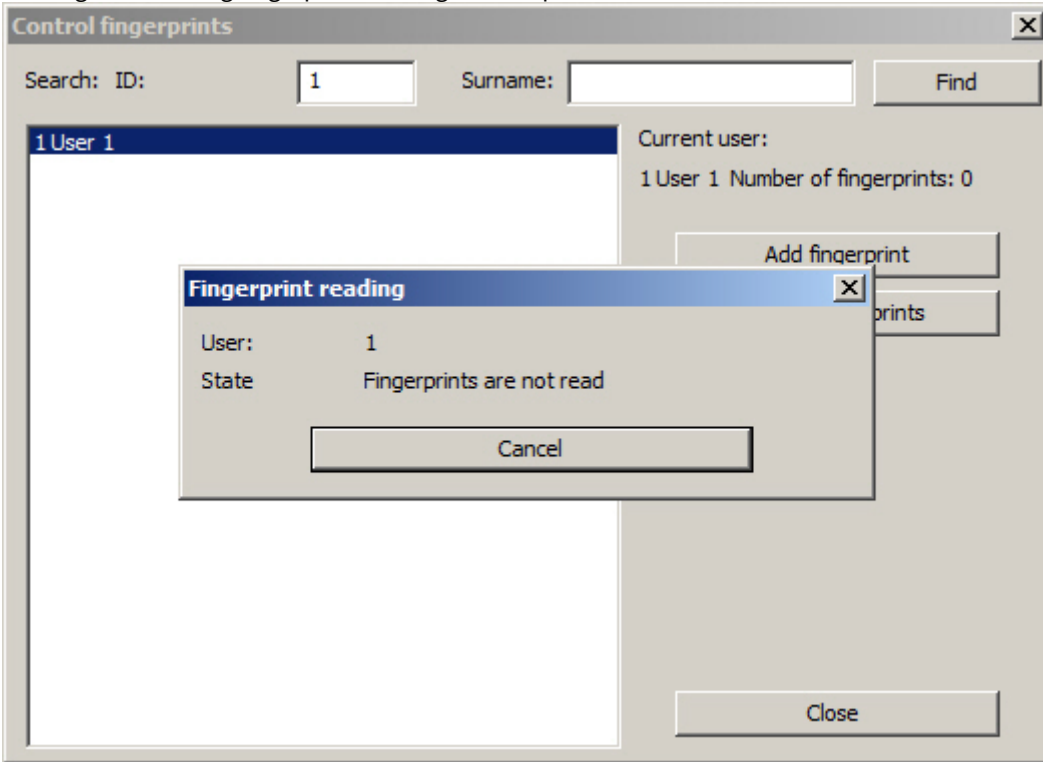 Control fingerprints
Search: ID: 1 Surname: Find
1 User 1
Current user:
1 User 1 Number of fingerprints: 0
Add fingerprint
prints
Fingerprint reading
User: 1
State Fingerprints are not read
Cancel
Close